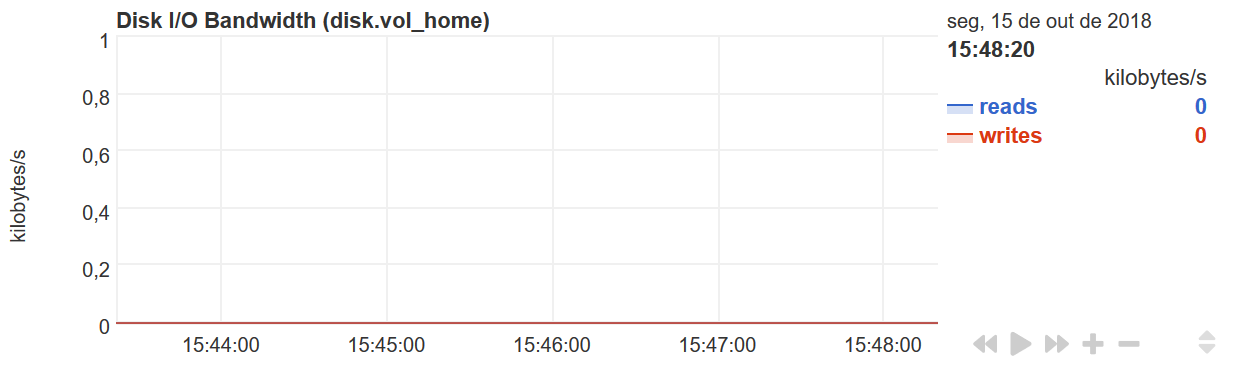 Disk I/O Bandwidth (disk.vol_home)
seg, 15 de out de 2018
15:48:20
kilobytes/s
reads 0
writes 0
kilobytes/s
1
0,8
0,6
0,4
0,2
0
15:44:00 15:45:00 15:46:00 15:47:00 15:48:00